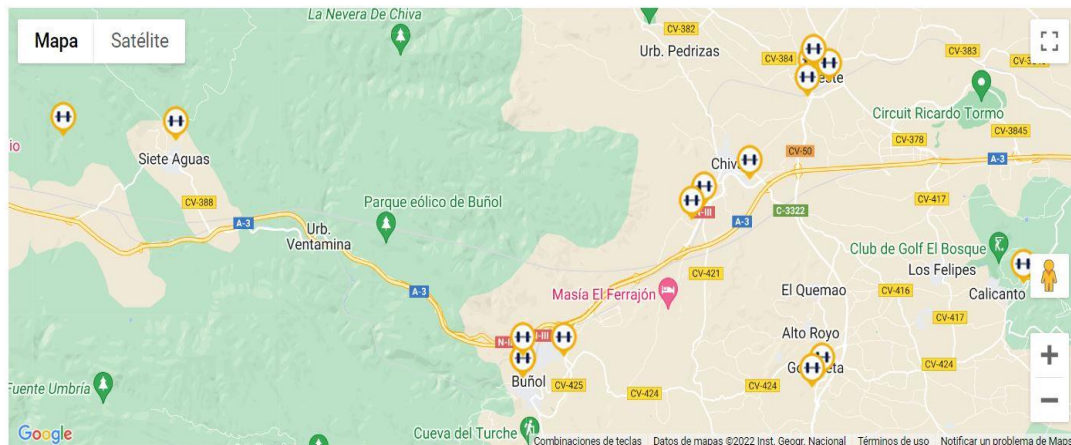 Mapa
Satélite
La Nevera De Chiva
CV-382
Urb. Pedrizas
CV-384
CV-383
Circuit Ricardo Tormo
CV-3845
CV-378
CV-50
A-3
Siete Aguas
CV-388
Chiva
N-III
C-3322
A-3
CV-417
Parque eólico de Buñol
A-3
Urb.
Ventamina
Club de Golf El Bosque
Los Felipes
CV-421
Masía El Ferrajón
El Quemao
CV-416
Calicanto
A-3
CV-417
N-III
Alto Royo
Buñol
CV-425
CV-424
CV-424
CV-424
Fuente Umbría
Cueva del Turche
Google
Combinaciones de teclas
Datos de mapas ©2022 Inst. Geogr. Nacional
Términos de uso
Notificar un problema de Maps